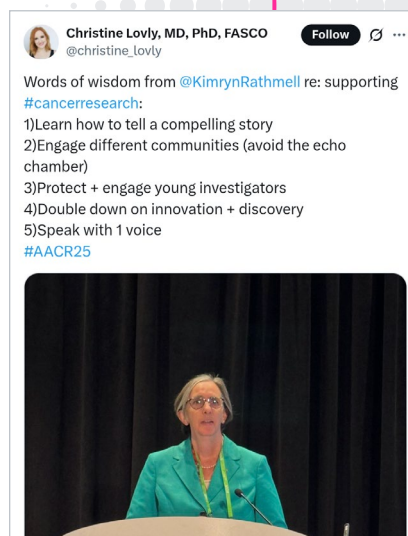 Christine Lovly, MD, PhD, FASCO
@christine_lovly
Follow
Words of wisdom from @KimrynRathmell re: supporting
#cancerresearch:
1)Learn how to tell a compelling story
2)Engage different communities (avoid the echo
chamber)
3)Protect + engage young investigators
4)Double down on innovation + discovery
5)Speak with 1 voice
#AACR25